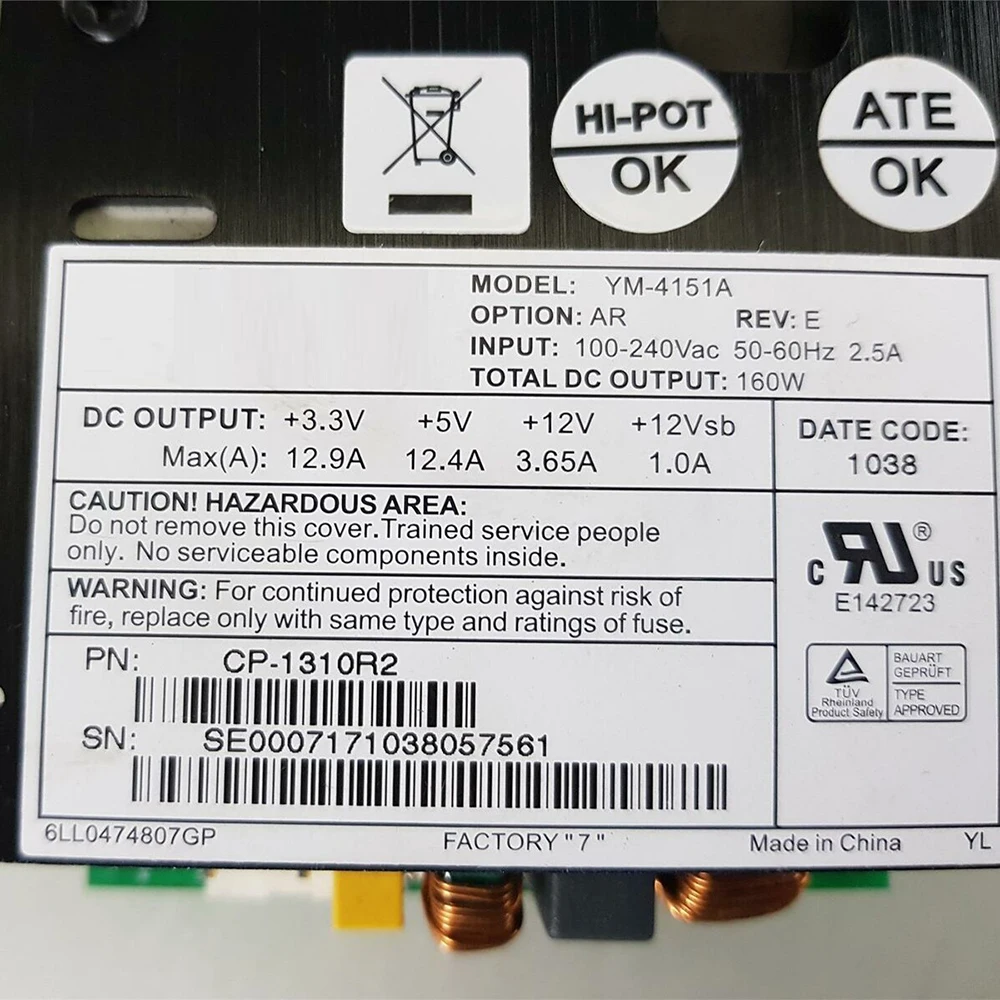 HI-POT
OK
ATE
OK
MODEL: YM-4151A
OPTION: AR REV: E
INPUT: 100-240Vac 50-60Hz 2.5A
TOTAL DC OUTPUT: 160W
DC OUTPUT: +3.3V +5V +12V +12Vsb
Max(A): 12.9A 12.4A 3.65A 1.0A
DATE CODE:
1038
CAUTION! HAZARDOUS AREA:
Do not remove this cover.Trained service people
only. No serviceable components inside.
WARNING: For continued protection against risk of
fire, replace only with same type and ratings of fuse.
c RU ® US
E142723
TÜV
Rheinland
Product Safety
BAUART
GEPRÜFT
TYPE
APPROVED
PN: CP-1310R2
SN: SE0007171038057561
6LL0474807GP FACTORY "7" Made in China YL